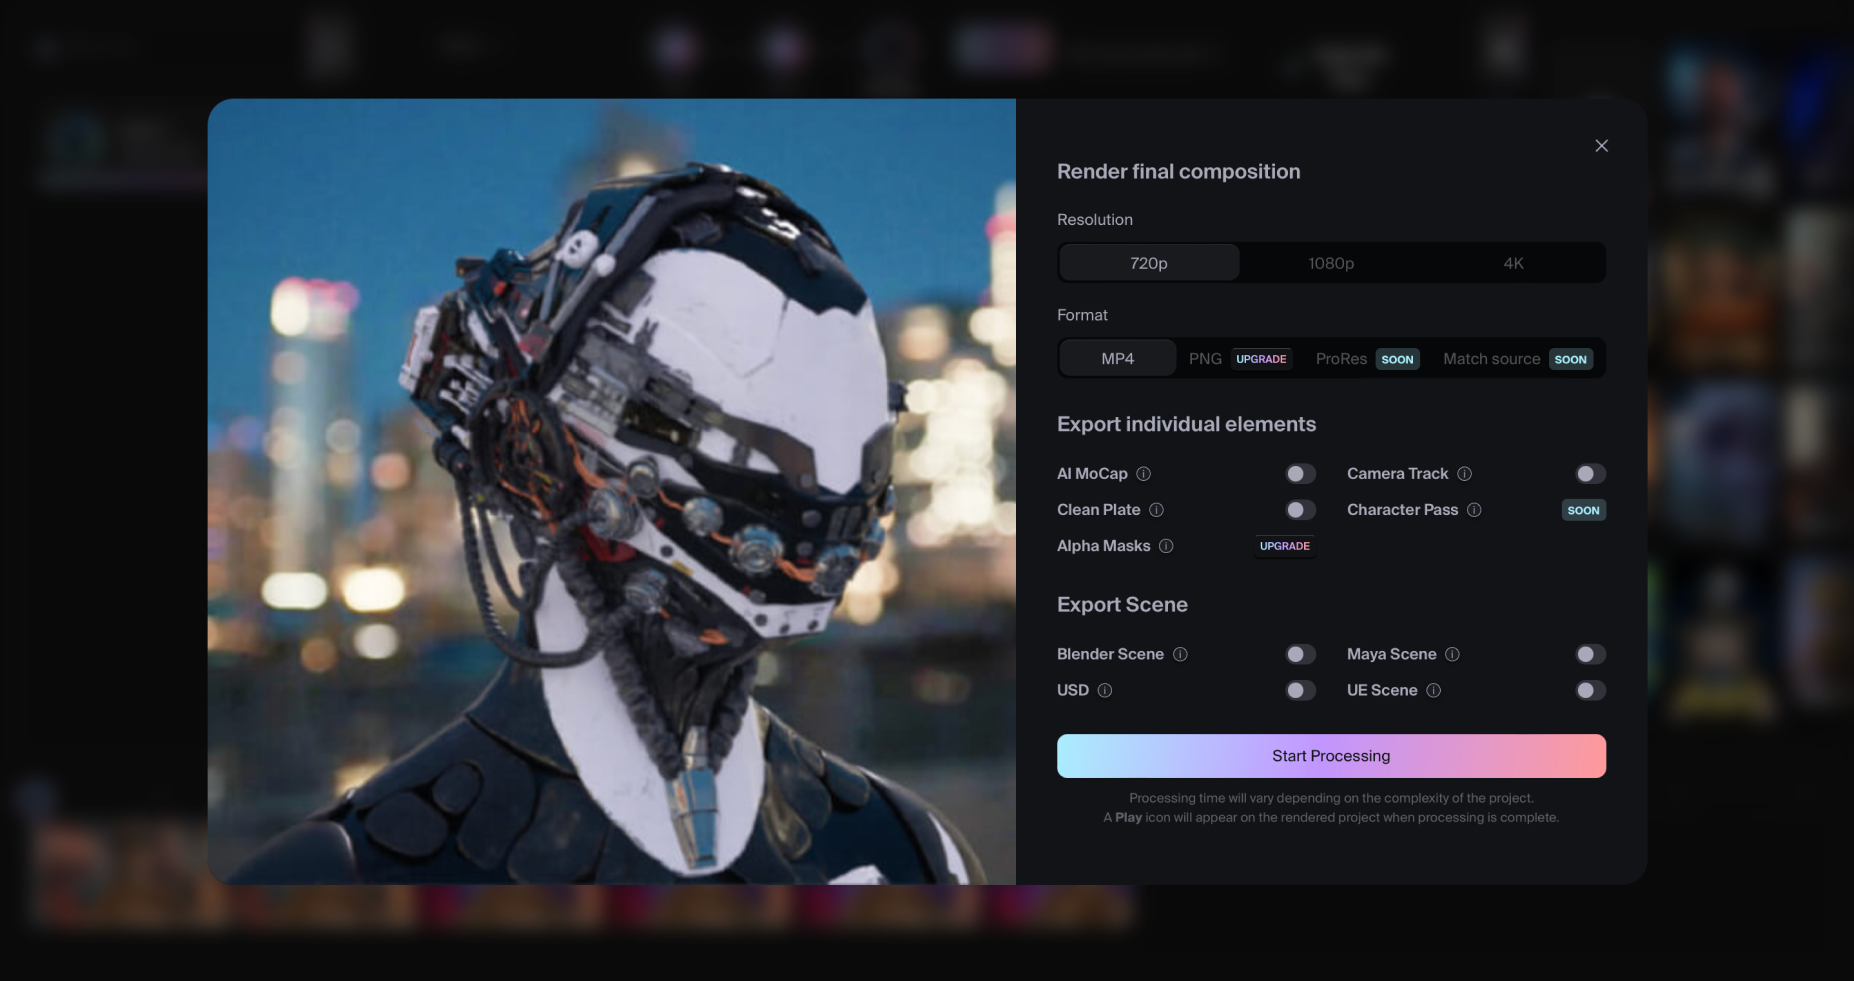 Render final composition
Resolution
720p 1080p 4K
Format
MP4 PNG UPGRADE ProRes SOON Match source SOON
Export individual elements
AI MoCap Camera Track
Clean Plate Character Pass SOON
Alpha Masks UPGRADE
Export Scene
Blender Scene Maya Scene
USD UE Scene
Start Processing
Processing time will vary depending on the complexity of the project.
A Play icon will appear on the rendered project when processing is complete.